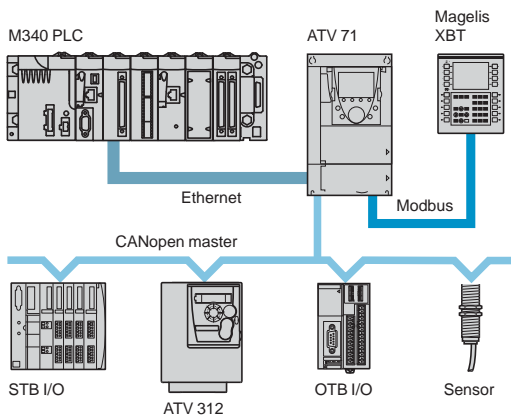 M340 PLC
ATV 71
Magelis
XBT
Ethernet
Modbus
CANopen master
STB I/O
ATV 312
OTB I/O
Sensor